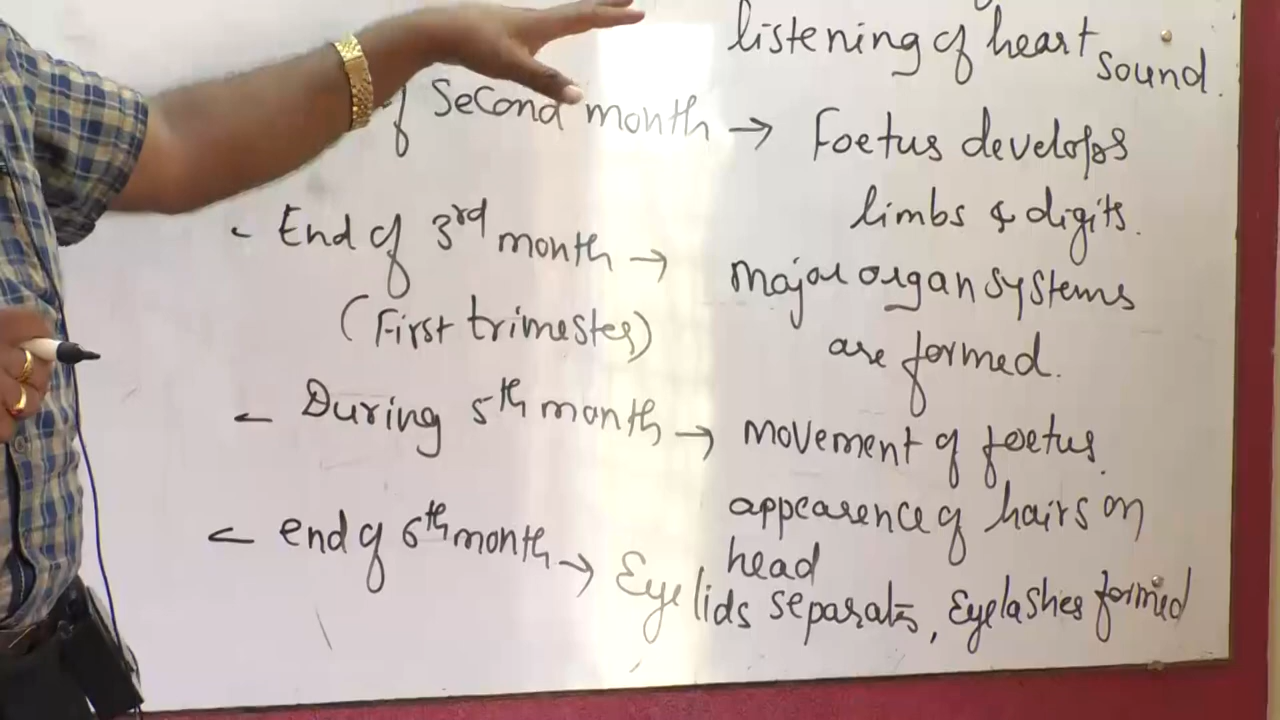 listening of heart sound.
of Second month → Foetus develops
limbs & digits.
- End of 3rd month → major organ systems
(First trimester) are formed.
- During 5th month → movement of foetus.
appearence of hairs on
head
- end of 6th month → Eyelids separates, Eyelashes formed